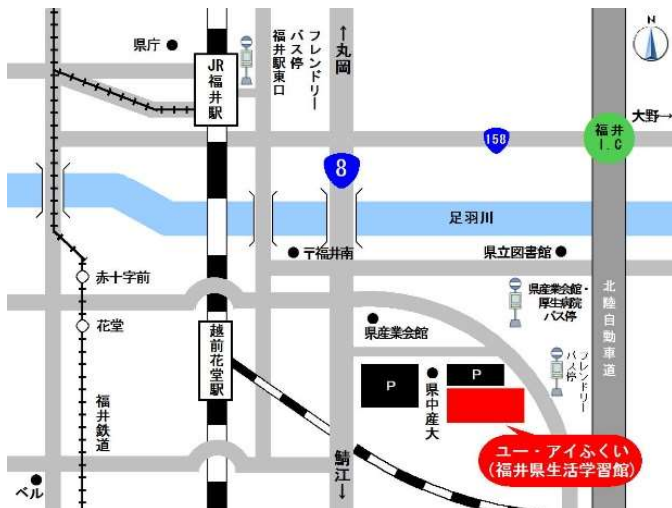 県庁
JR福井駅
フレンドリー
バス停
福井駅東口
↑丸岡
N
大野→
158
福井
I.C
8
足羽川
〒福井南
県立図書館
赤十字前
県産業会館・
厚生病院
バス停
北陸自動車道
花堂
越前花堂駅
県産業会館
フレンドリー
バス停
P
県中産大
P
福井鉄道
ユー・アイふくい
(福井県生活学習館)
鯖江↓
ベル